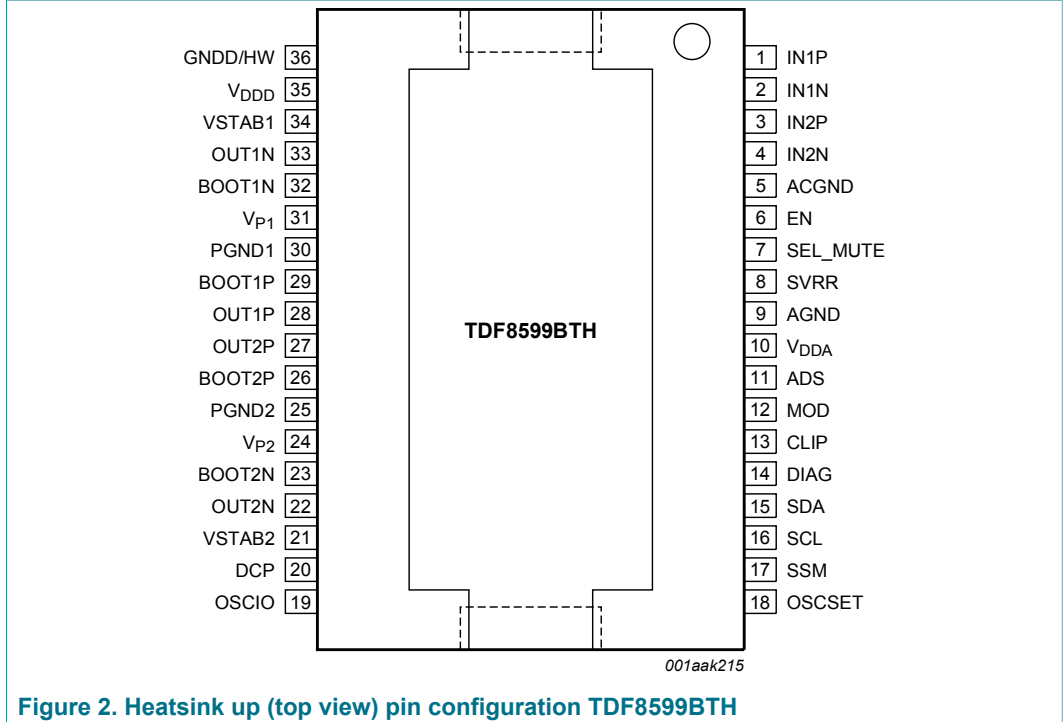 GNDD/HW 36
VDDD 35
VSTAB1 34
OUT1N 33
BOOT1N 32
VP1 31
PGND1 30
BOOT1P 29
OUT1P 28
OUT2P 27
BOOT2P 26
PGND2 25
VP2 24
BOOT2N 23
OUT2N 22
VSTAB2 21
DCP 20
OSCIO 19
TDF8599BTH
1 IN1P
2 IN1N
3 IN2P
4 IN2N
5 ACGND
6 EN
7 SEL_MUTE
8 SVRR
9 AGND
10 VDDA
11 ADS
12 MOD
13 CLIP
14 DIAG
15 SDA
16 SCL
17 SSM
18 OSCSET
001aak215
Figure 2. Heatsink up (top view) pin configuration TDF8599BTH